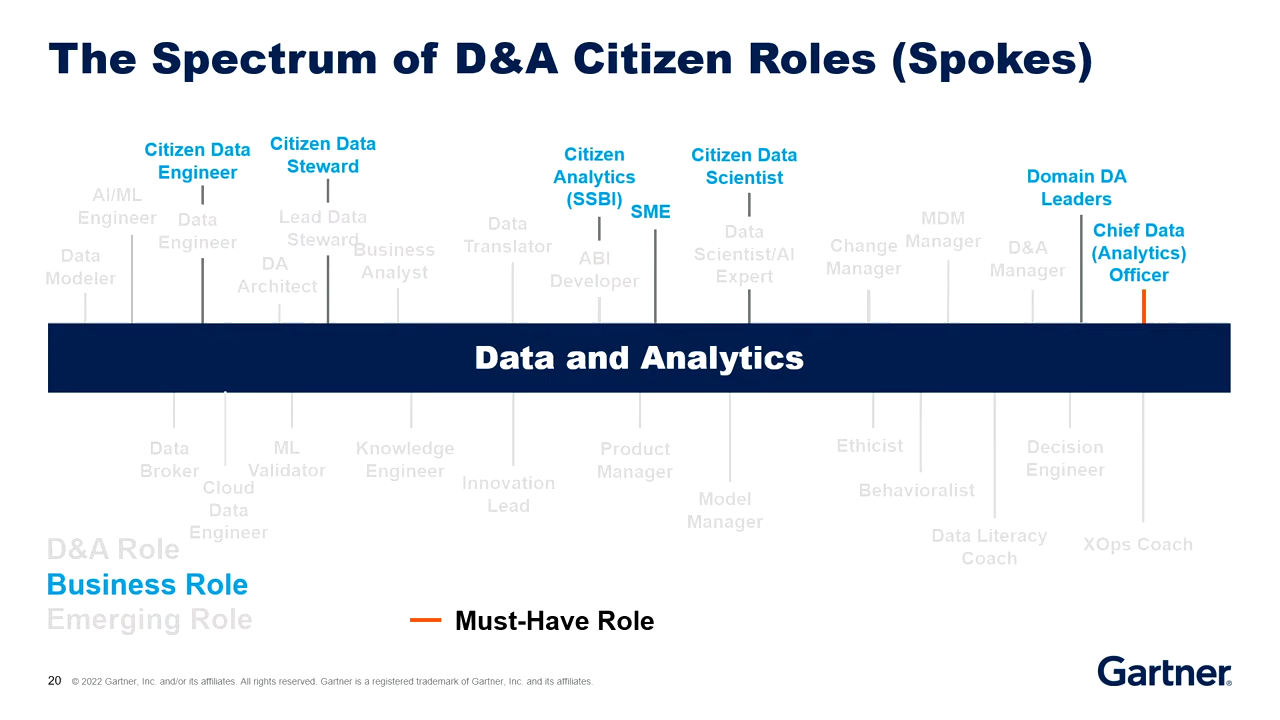 The Spectrum of D&A Citizen Roles (Spokes)
Citizen Data
Engineer
Citizen Data
Steward
Citizen
Analytics
(SSBI)
SME
Citizen Data
Scientist
Domain DA
Leaders
Chief Data
(Analytics)
Officer
AI/ML
Engineer
Data
Engineer
Lead Data
Steward
Data
Modeler
DA
Architect
Business
Analyst
Data
Translator
ABI
Developer
Data
Scientist/AI
Expert
Change
Manager
MDM
Manager
D&A
Manager
Data and Analytics
Data
Broker
Cloud
Data
Engineer
ML
Validator
Knowledge
Engineer
Innovation
Lead
Product
Manager
Model
Manager
Ethicist
Behavioralist
Data Literacy
Coach
Decision
Engineer
XOps Coach
D&A Role
Business Role
Emerging Role
Must-Have Role
20 © 2022 Gartner, Inc. and/or its affiliates. All rights reserved. Gartner is a registered trademark of Gartner, Inc. and its affiliates.
Gartner®